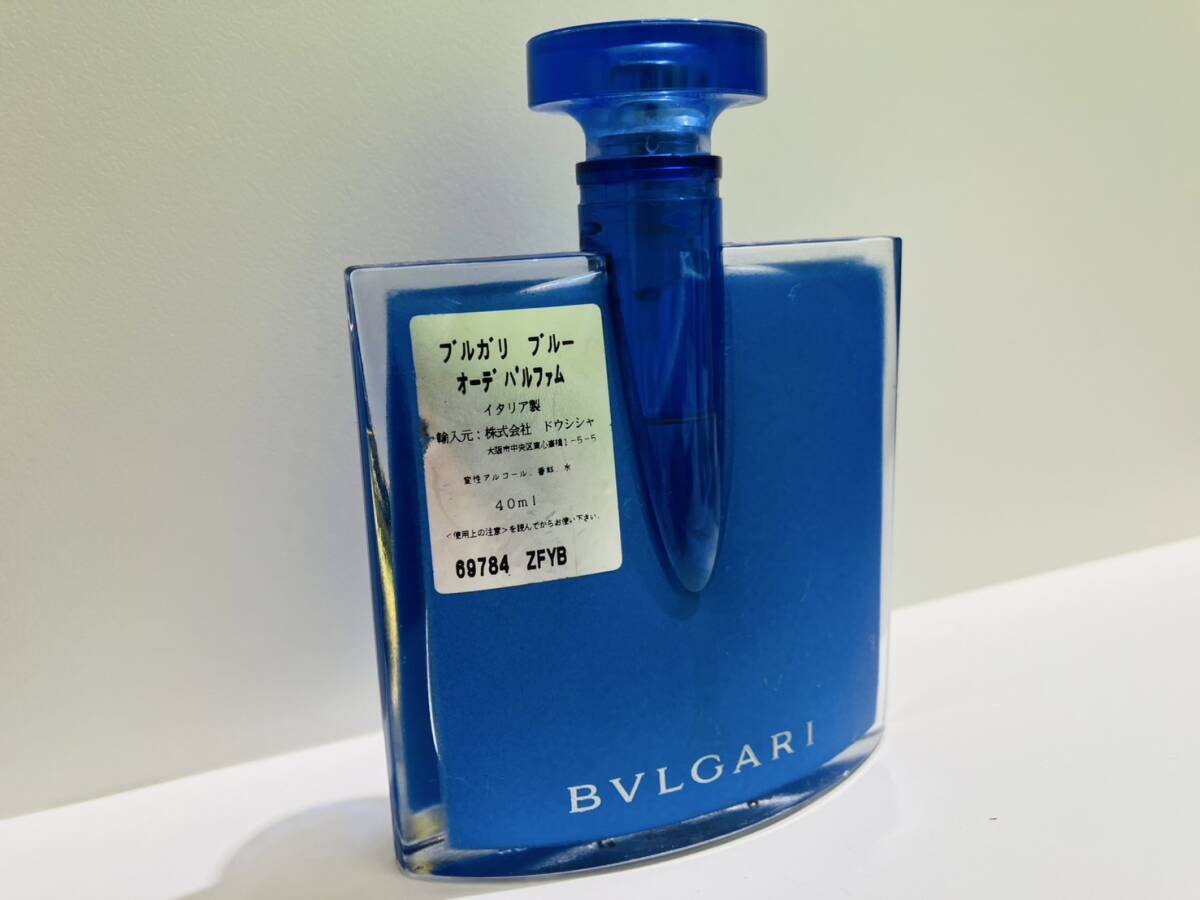 ブルガリ ブルー
オーデ パルファム
イタリア製
輸入元：株式会社 ドウシシャ
大阪市中央区東心斎橋1-5-5
変性アルコール、香料、水
40ml
<使用上の注意>を読んでからお使い下さい。
69784 ZFYB
BVLGARI